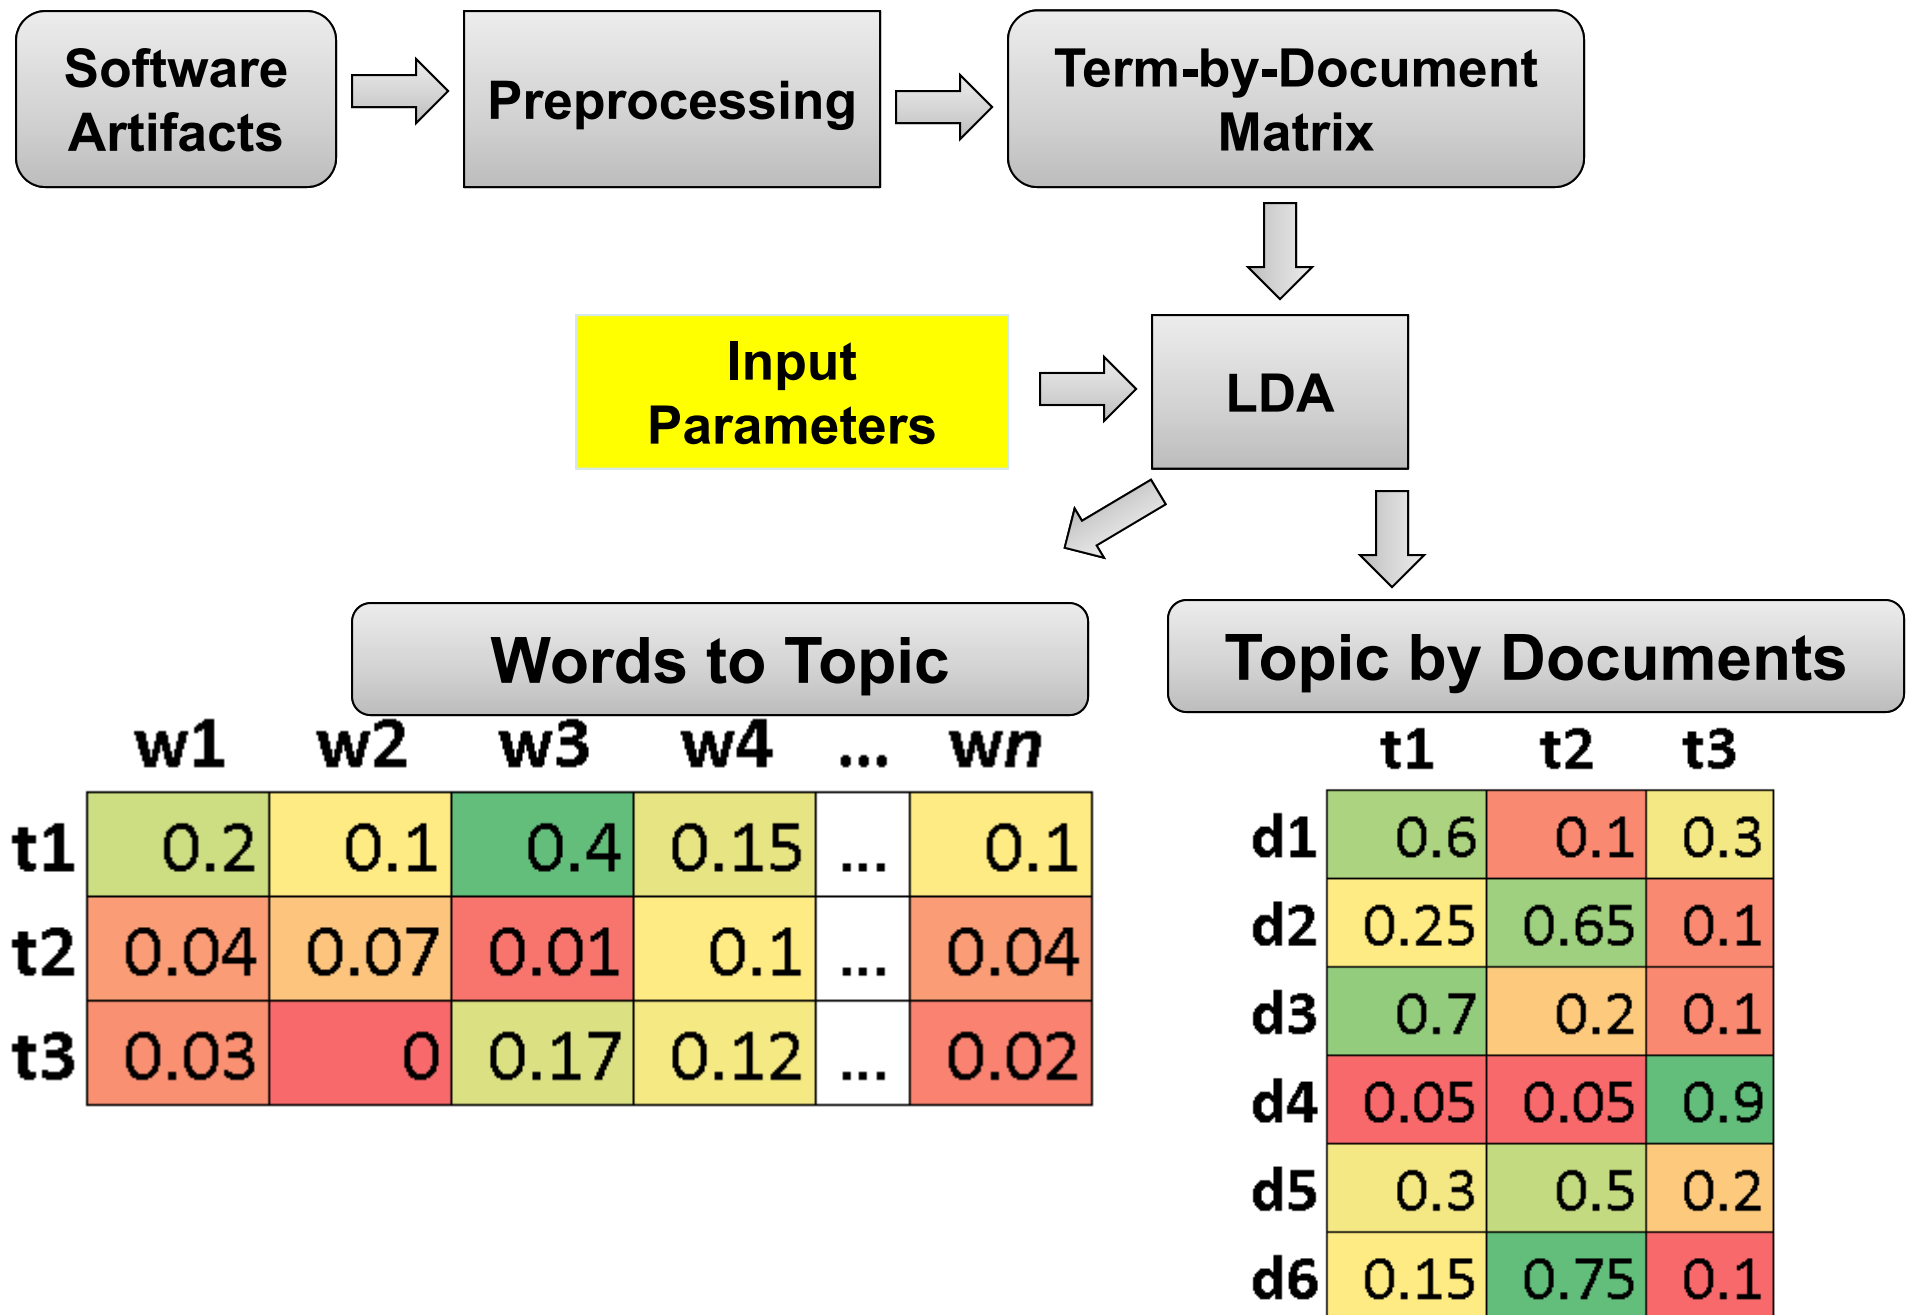 Software
Artifacts
Preprocessing
Term-by-Document
Matrix
Input
Parameters
LDA
Words to Topic
w1 w2 w3 w4 ... wn
t1 0.2 0.1 0.4 0.15 ... 0.1
t2 0.04 0.07 0.01 0.1 ... 0.04
t3 0.03 0 0.17 0.12 ... 0.02
Topic by Documents
t1 t2 t3
d1 0.6 0.1 0.3
d2 0.25 0.65 0.1
d3 0.7 0.2 0.1
d4 0.05 0.05 0.9
d5 0.3 0.5 0.2
d6 0.15 0.75 0.1